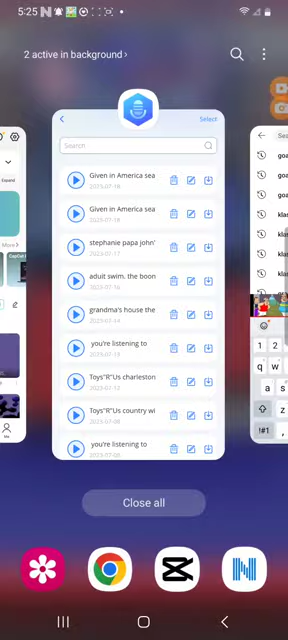 5:25
2 active in background ›
Select
Search
Given in America sea
2023-07-18
Given in America sea
2023-07-18
stephanie papa john'
2023-07-17
aduit swim. the boon
2023-07-16
grandma's house the
2023-07-14
you're listening to
2023-07-13
Toys"R"Us charleston
2023-07-12
Toys"R"Us country wi
2023-07-08
you're listening to
2023-07-08
More
Me
Sea
goa
goa
klas
klas
1 2
q w
a s
!#1
Close all